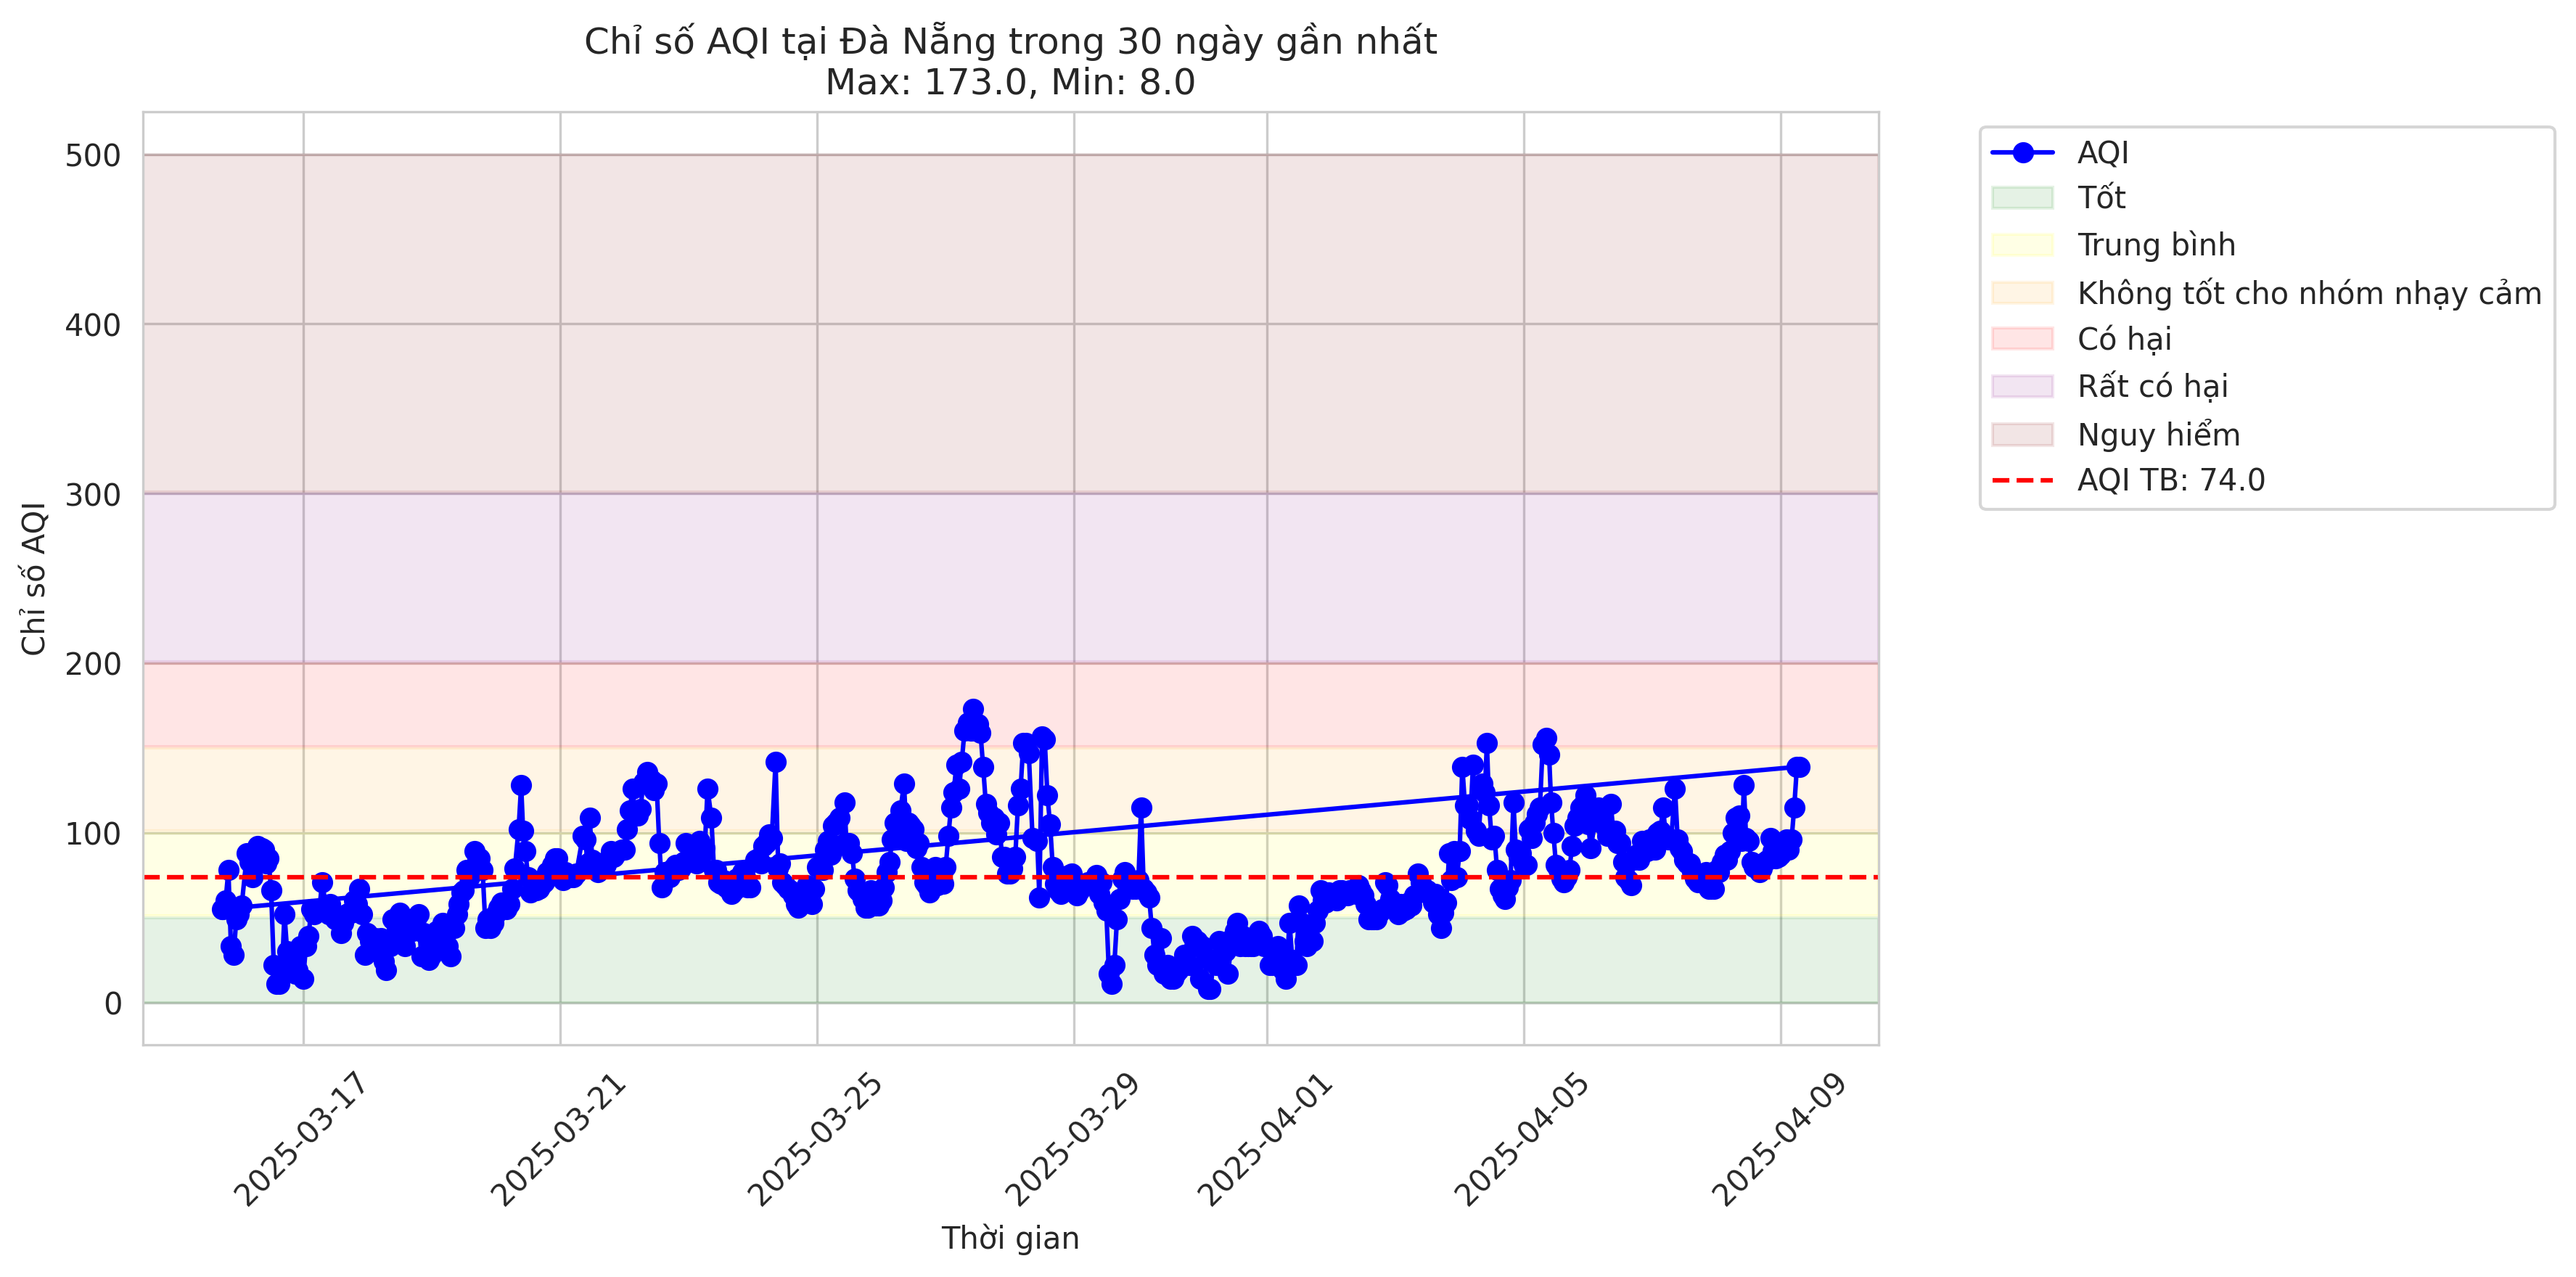 Chỉ số AQI tại Đà Nẵng trong 30 ngày gần nhất
Max: 173.0, Min: 8.0
Chỉ số AQI
500
400
300
200
100
0
2025-03-17
2025-03-21
2025-03-25
2025-03-29
2025-04-01
2025-04-05
2025-04-09
Thời gian
AQI
Tốt
Trung bình
Không tốt cho nhóm nhạy cảm
Có hại
Rất có hại
Nguy hiểm
AQI TB: 74.0